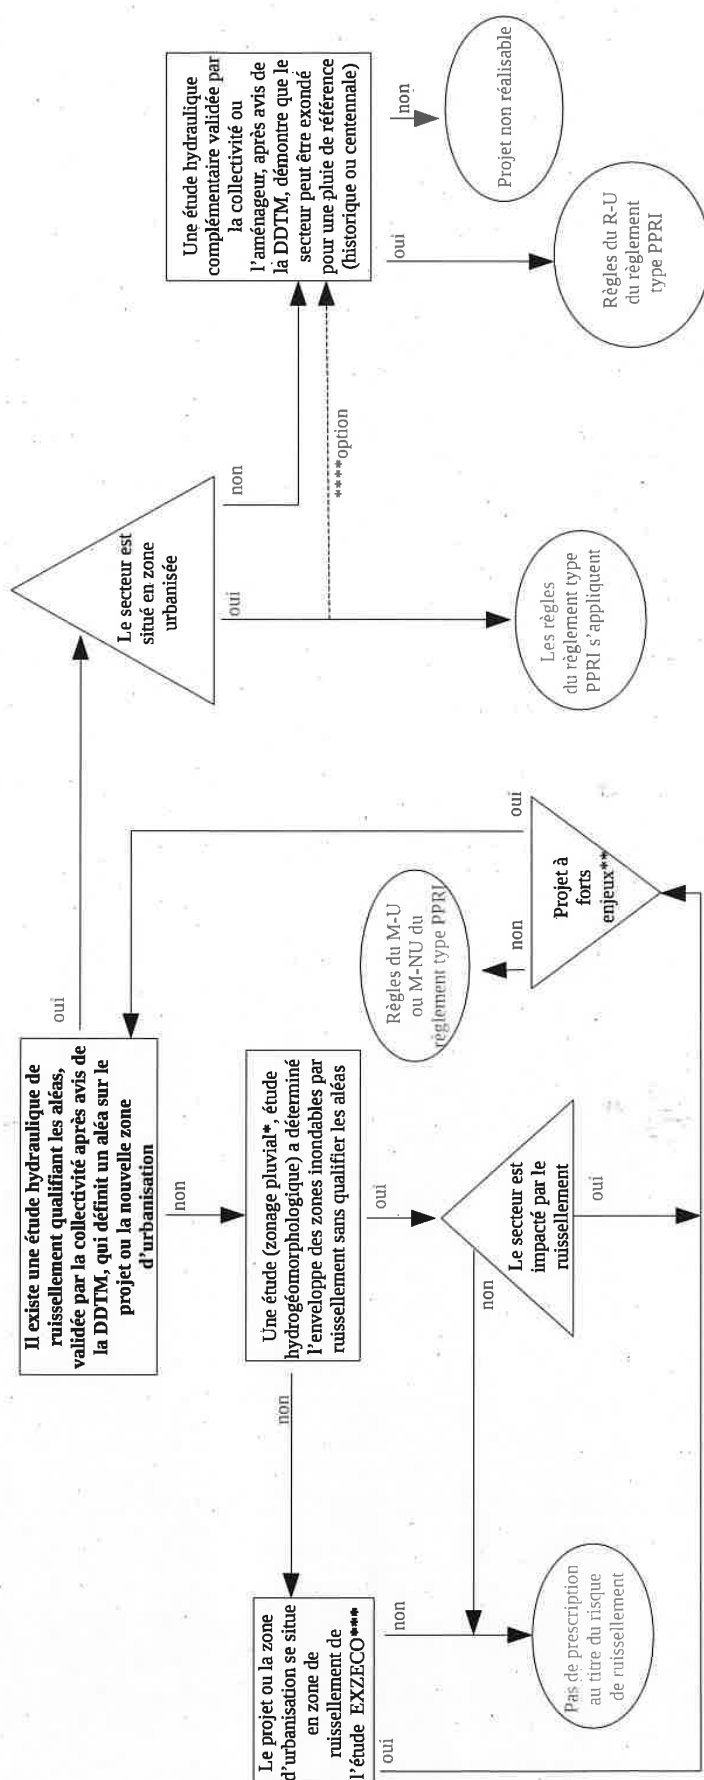 Il existe une étude hydraulique de
ruissellement qualifiant les aléas,
validée par la collectivité après avis de
la DDTM, qui définit un aléa sur le
projet ou la nouvelle zone
d'urbanisation
oui
non
Le secteur est
situé en zone
urbanisée
oui
non
****option
Une étude hydraulique
complémentaire validée par
la collectivité ou
l'aménageur, après avis de
la DDTM, démontre que le
secteur peut être exondé
pour une pluie de référence
(historique ou centennale)
oui
non
Projet non réalisable
Règles du R-U
du règlement
type PPRI
Les règles
du règlement type
PPRI s'appliquent
Une étude (zonage pluvial*, étude
hydrogéomorphologique) a déterminé
l'enveloppe des zones inondables par
ruissellement sans qualifier les aléas
non
oui
Le secteur est
impacté par le
ruissellement
non
oui
Règles du M-U
ou M-NU du
règlement type PPRI
Projet à
forts
enjeux**
non
oui
Le projet ou la zone
d'urbanisation se situe
en zone de
ruissellement de
l'étude EXZECO***
non
oui
Pas de prescription
au titre du risque
de ruissellement